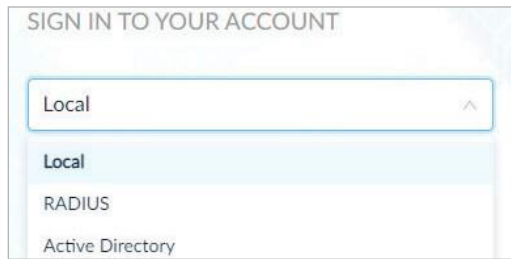 SIGN IN TO YOUR ACCOUNT
Local
Local
RADIUS
Active Directory